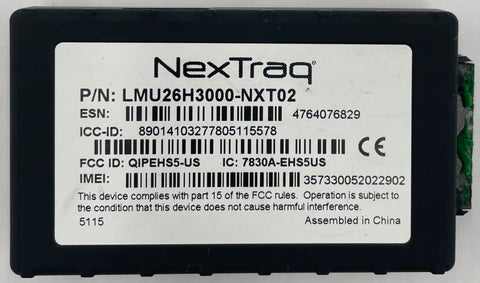 NexTraq
P/N: LMU26H3000-NXT02
ESN: 4764076829
ICC-ID: 89014103277805115578
FCC ID: QIPEHS5-US IC: 7830A-EHS5US
IMEI: 357330052022902
This device complies with part 15 of the FCC rules. Operation is subject to
the condition that this device does not cause harmful interference.
5115 Assembled in China